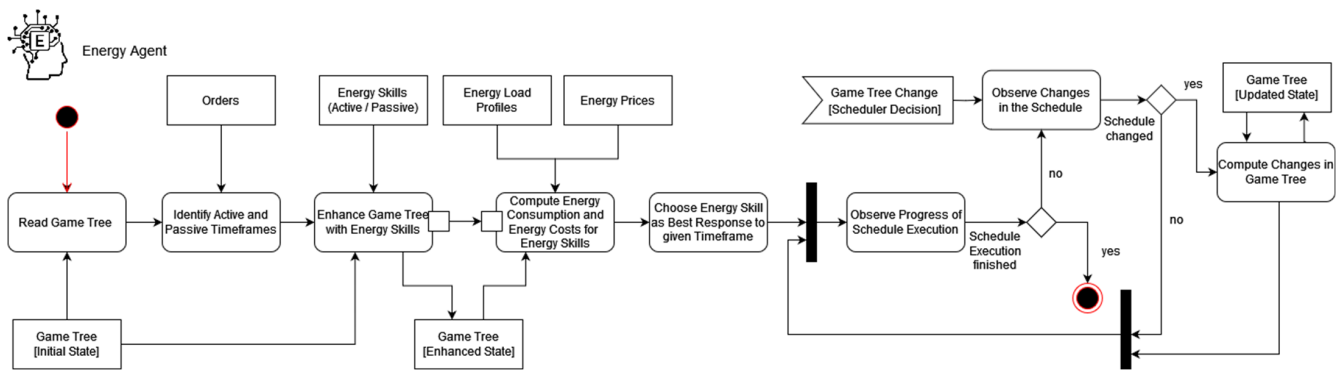 E
Energy Agent
Orders
Energy Skills
(Active / Passive)
Energy Load
Profiles
Energy Prices
Game Tree Change
[Scheduler Decision]
Observe Changes
in the Schedule
yes
Schedule
changed
Game Tree
[Updated State]
Compute Changes in
Game Tree
no
no
Read Game Tree
Identify Active and
Passive Timeframes
Enhance Game Tree
with Energy Skills
Compute Energy
Consumption and
Energy Costs for
Energy Skills
Choose Energy Skill
as Best Response to
given Timeframe
Observe Progress of
Schedule Execution
Schedule
Execution
finished
yes
Game Tree
[Initial State]
Game Tree
[Enhanced State]